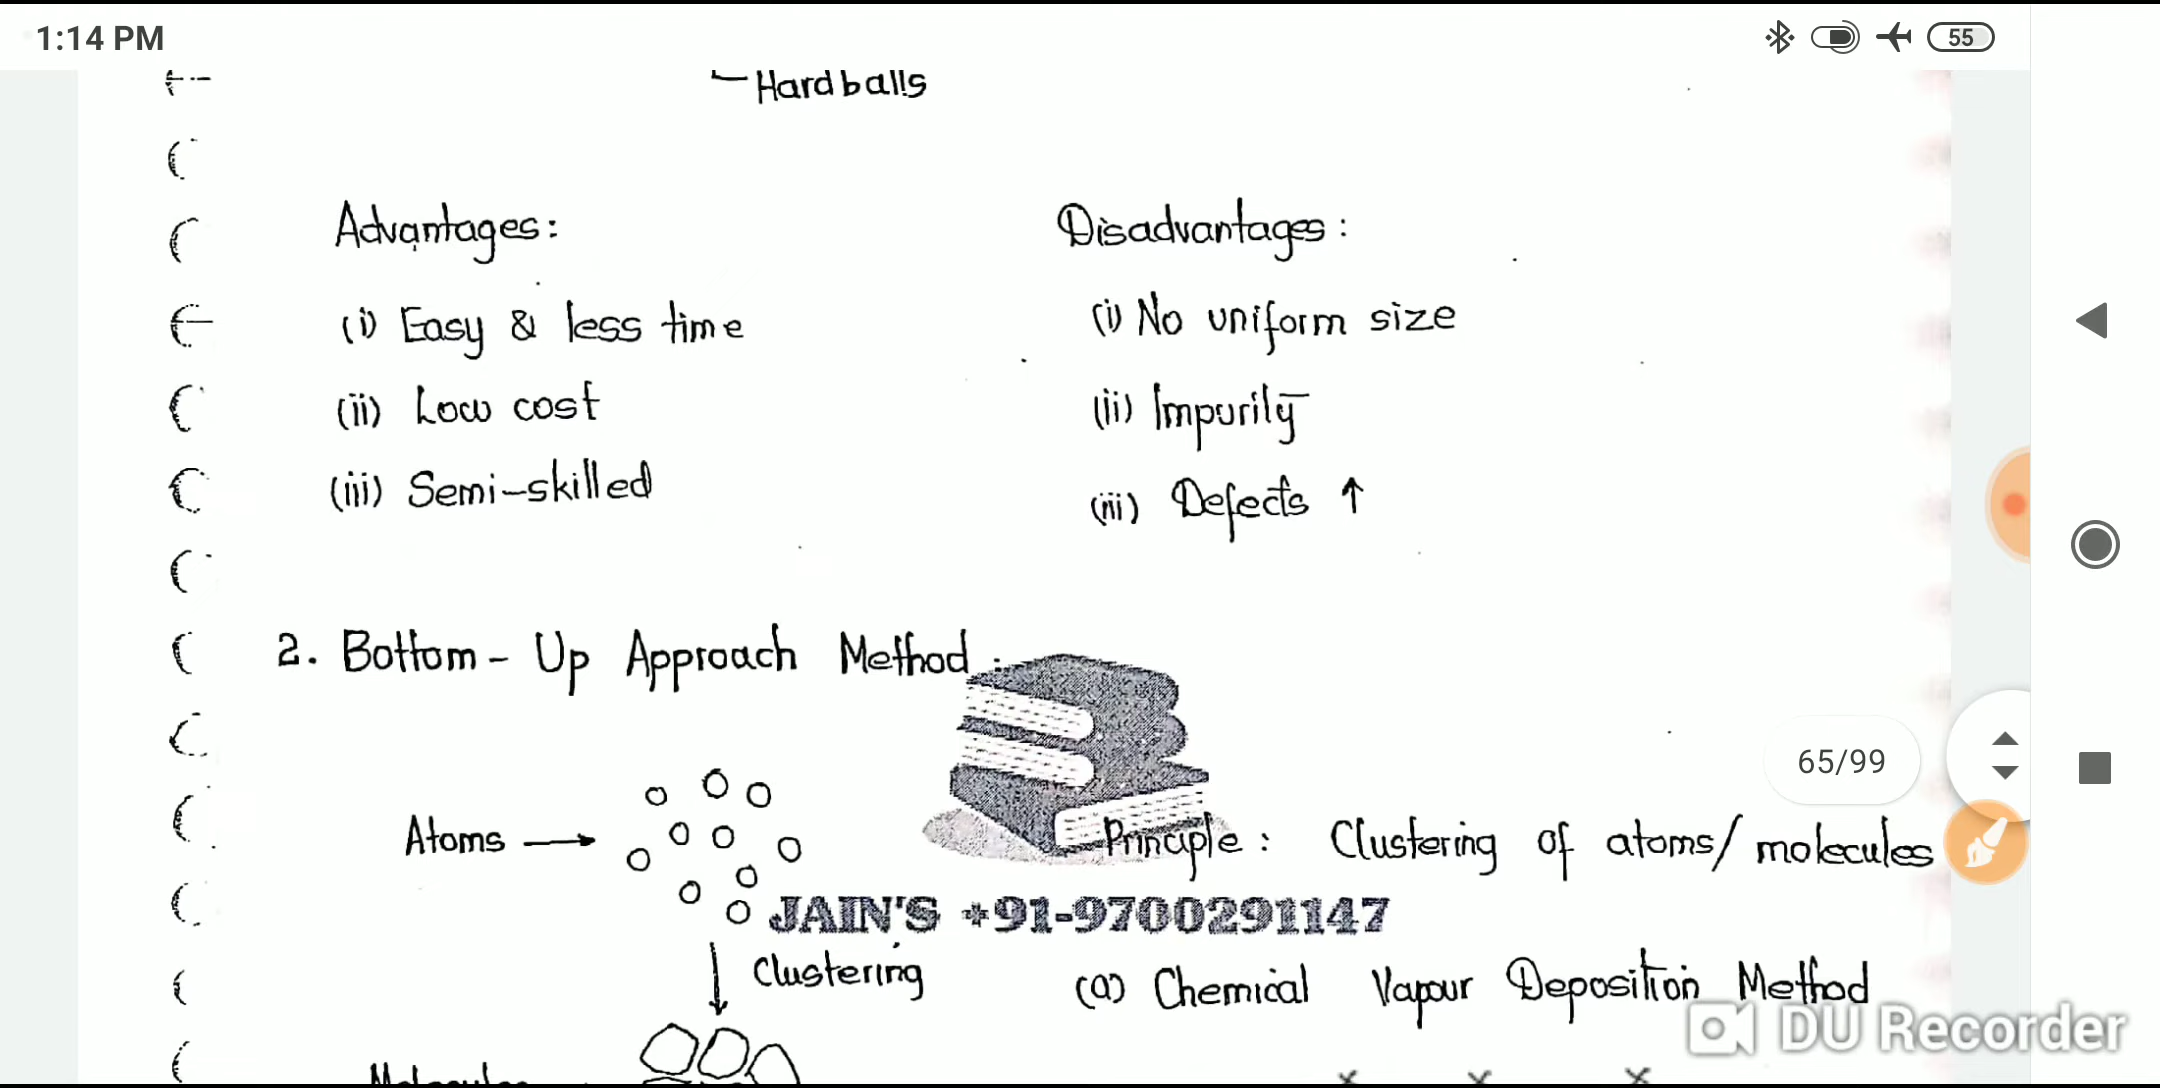 1:14 PM
55
Hard balls
Advantages:
Disadvantages:
(i) Easy & less time
(i) No uniform size
(ii) Low cost
(ii) Impurity
(iii) Semi-skilled
(iii) Defects ↑
2. Bottom-Up Approach Method:
65/99
Atoms →
Principle: Clustering of atoms/molecules
JAIN'S +91-9700291147
Clustering
(a) Chemical Vapour Deposition Method
DU Recorder
x x x